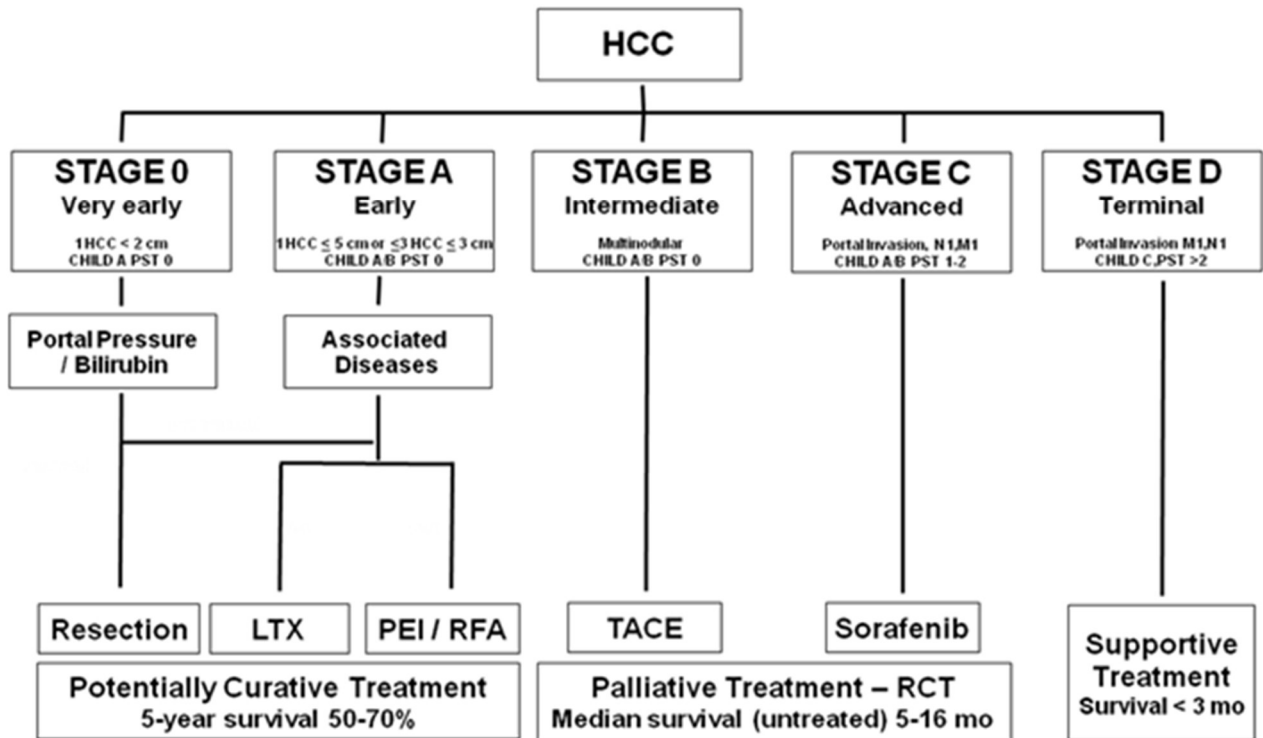 HCC
STAGE 0
Very early
1 HCC < 2 cm
CHILD A PST 0
STAGE A
Early
1 HCC ≤ 5 cm or ≤3 HCC ≤ 3 cm
CHILD A/B PST 0
STAGE B
Intermediate
Multinodular
CHILD A/B PST 0
STAGE C
Advanced
Portal Invasion, N1,M1
CHILD A/B PST 1-2
STAGE D
Terminal
Portal Invasion M1,N1
CHILD C,PST >2
Portal Pressure
/ Bilirubin
Associated
Diseases
Resection
LTX
PEI / RFA
TACE
Sorafenib
Supportive
Treatment
Survival < 3 mo
Potentially Curative Treatment
5-year survival 50-70%
Palliative Treatment – RCT
Median survival (untreated) 5-16 mo